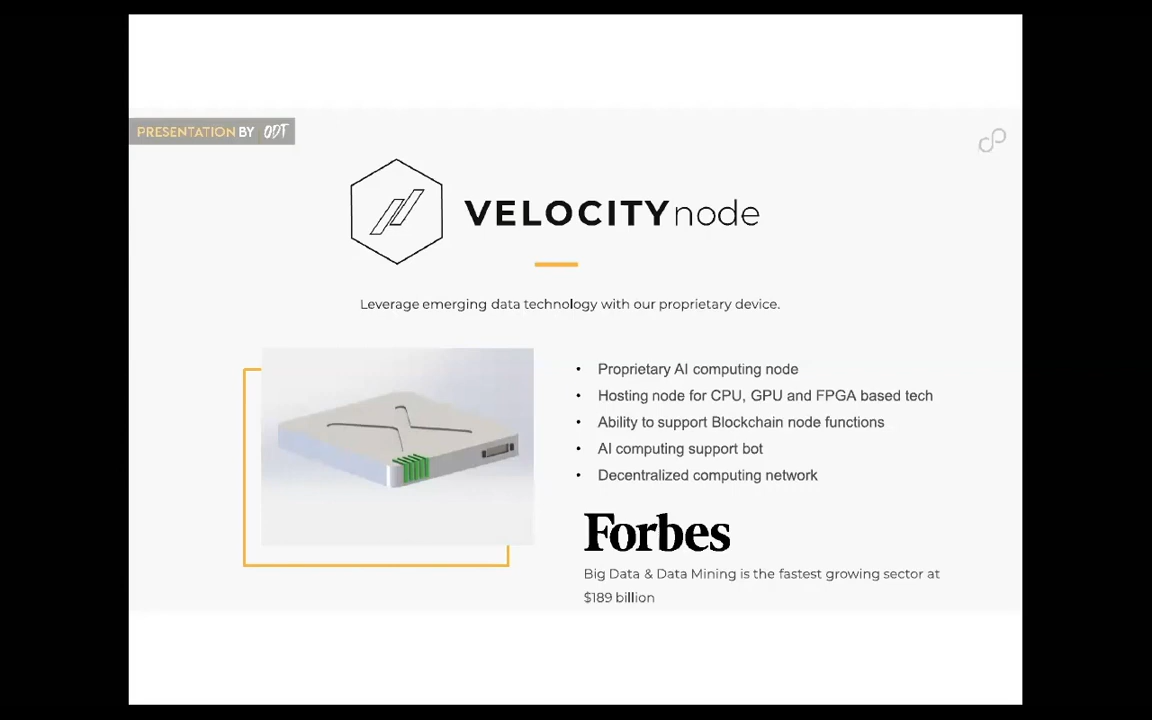 PRESENTATION BY ODT
VELOCITYnode
Leverage emerging data technology with our proprietary device.
• Proprietary AI computing node
• Hosting node for CPU, GPU and FPGA based tech
• Ability to support Blockchain node functions
• AI computing support bot
• Decentralized computing network
Forbes
Big Data & Data Mining is the fastest growing sector at
$189 billion